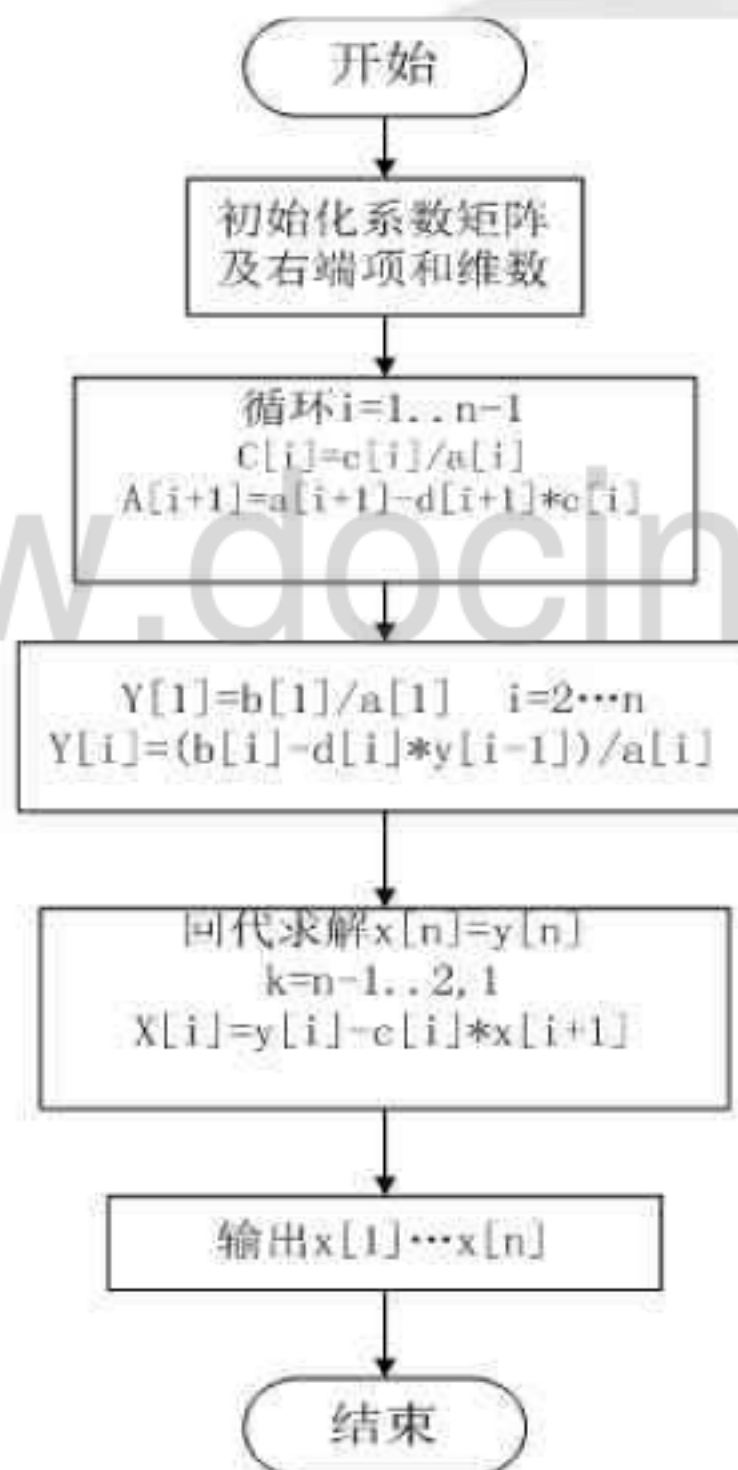 开始
初始化系数矩阵
及右端项和维数
循环i=1..n-1
C[i]=c[i]/a[i]
A[i+1]=a[i+1]-d[i+1]*c[i]
w.docin
Y[1]=b[1]/a[1] i=2…n
Y[i]=(b[i]-d[i]*y[i-1])/a[i]
回代求解x[n]=y[n]
k=n-1..2,1
X[i]=y[i]-c[i]*x[i+1]
输出x[1]…x[n]
结束